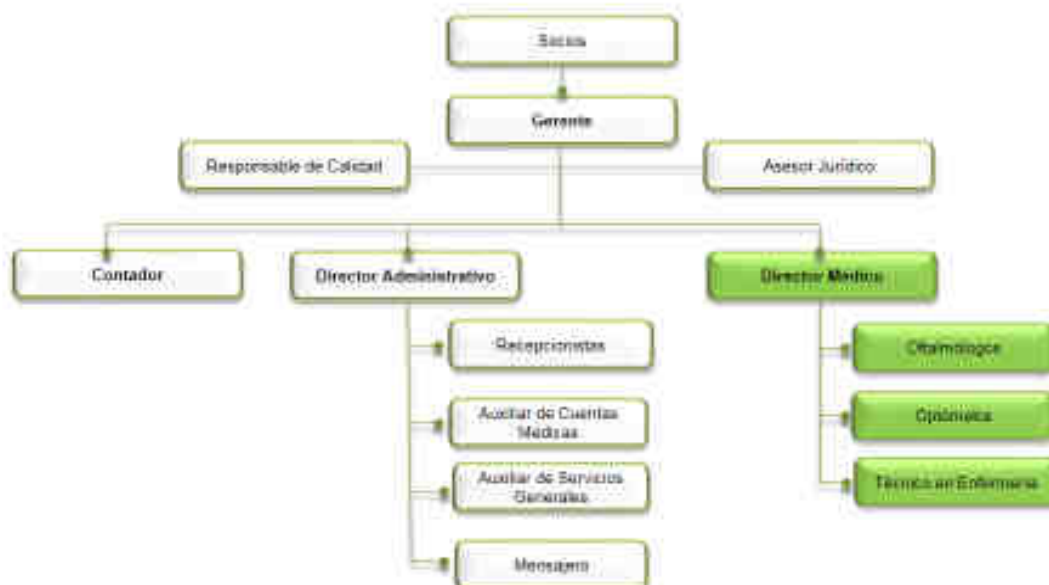 Socios
Gerente
Responsable de Calidad
Asesor Jurídico
Contador
Director Administrativo
Director Médico
Recepcionistas
Oftalmólogos
Auxiliar de Cuentas
Médicas
Optómetra
Auxiliar de Servicios
Generales
Técnico en Enfermería
Mensajero